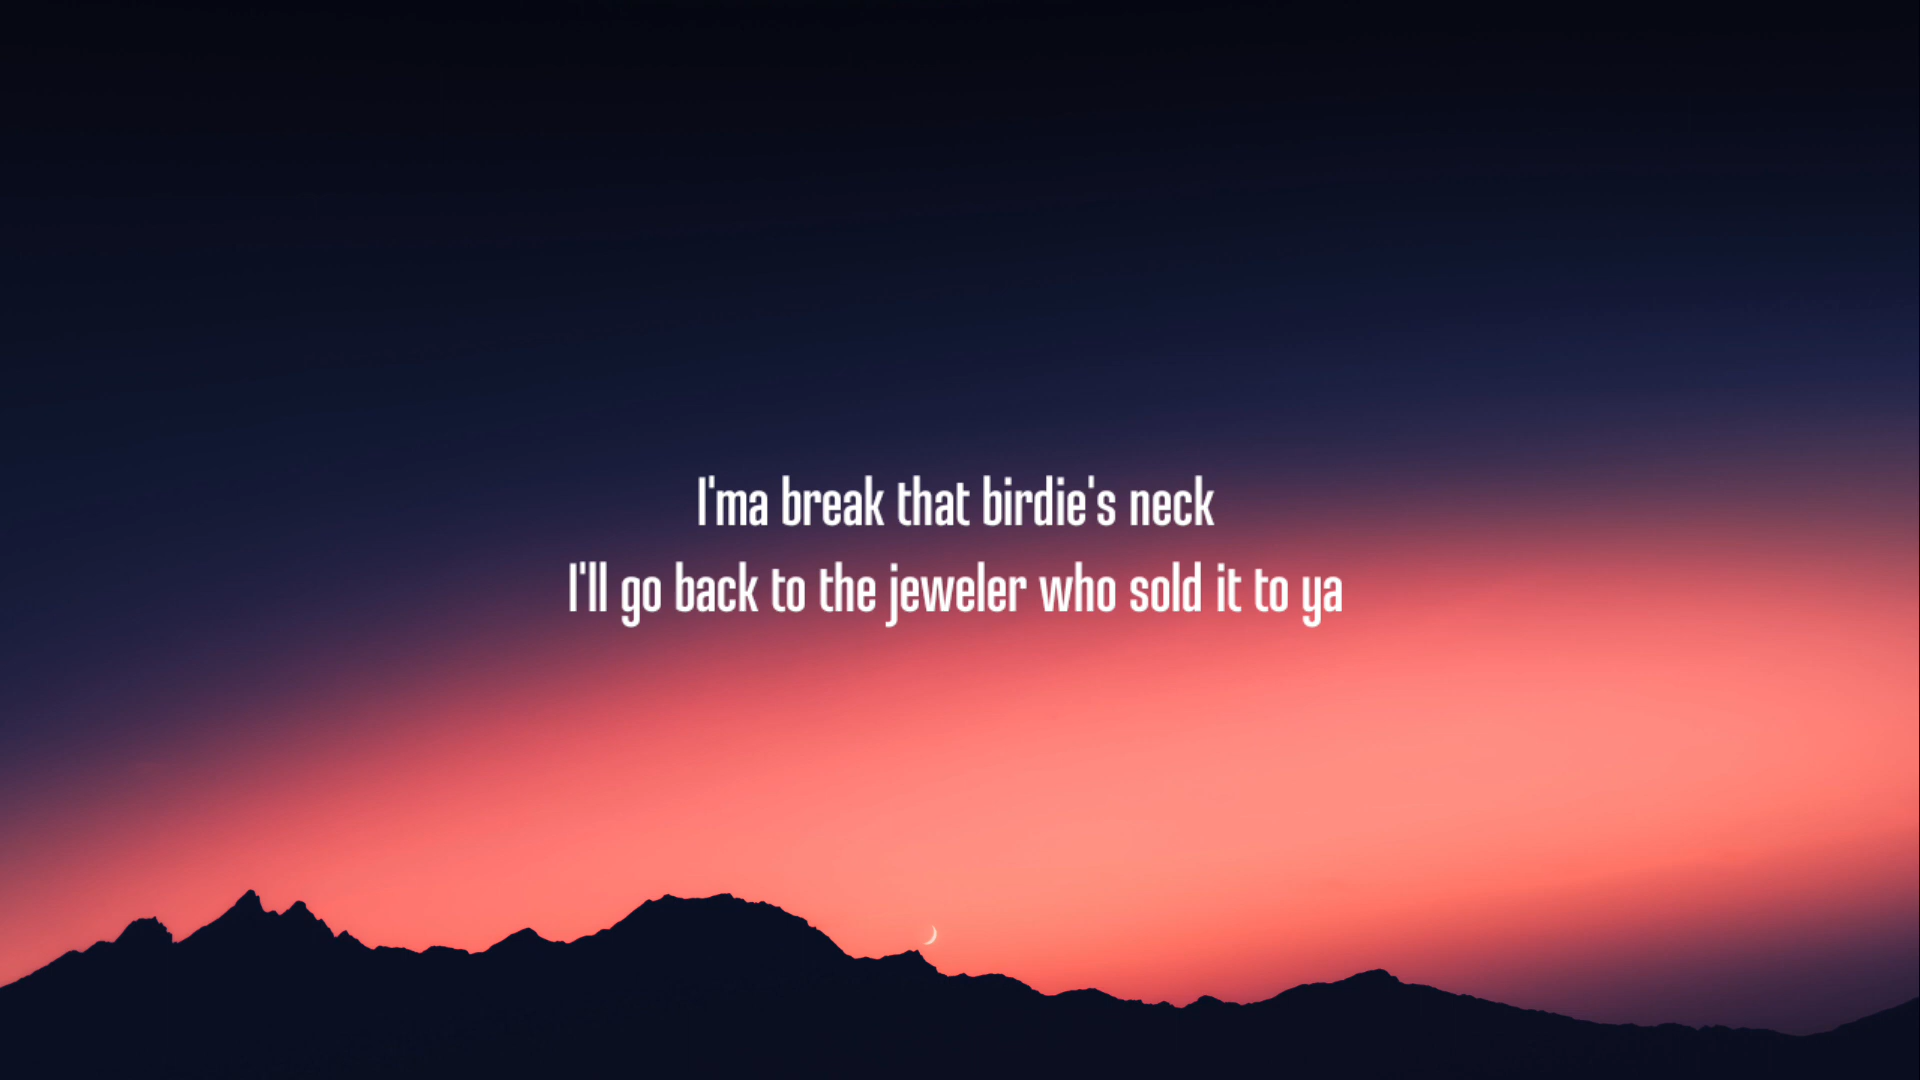 I'ma break that birdie's neck
I'll go back to the jeweler who sold it to ya